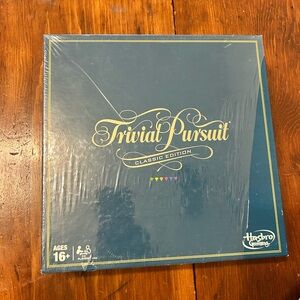 Trivial Pursuit
CLASSIC EDITION
AGES
16+
Hasbro
gaming